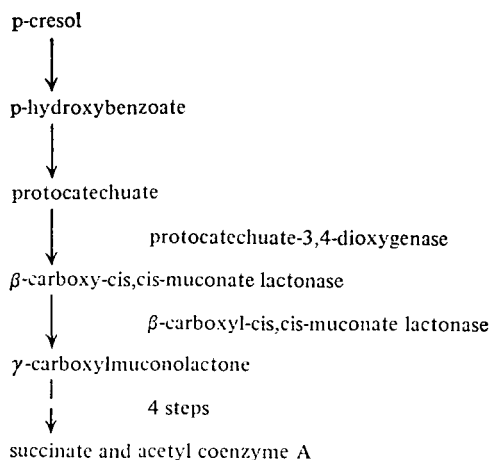 p-cresol
p-hydroxybenzoate
protocatechuate
protocatechuate-3,4-dioxygenase
β-carboxy-cis,cis-muconate lactonase
β-carboxyl-cis,cis-muconate lactonase
γ-carboxylmuconolactone
4 steps
succinate and acetyl coenzyme A